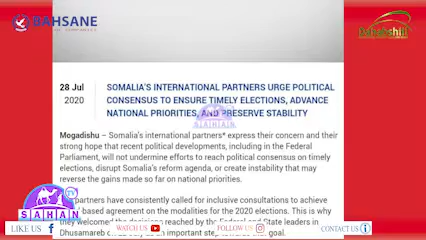 BAHSANE
28 Jul
2020
SOMALIA'S INTERNATIONAL PARTNERS URGE POLITICAL
CONSENSUS TO ENSURE TIMELY ELECTIONS, ADVANCE
NATIONAL PRIORITIES, AND PRESERVE STABILITY
Mogadishu – Somalia's international partners* express their concern and their
strong hope that recent political developments, including in the Federal
Parliament, will not undermine efforts to reach political consensus on timely
elections, disrupt Somalia's reform agenda, or create instability that may
reverse the gains made so far on national priorities.
partners have consistently called for inclusive consultations to achieve
based agreement on the modalities for the 2020 elections. This is why
they welcomed the decision reached by the Federal and State leaders in
Dhusamareb important step goal.
SAHAN
TV
SAHAN
LIKE US
WATCH US
FOLLOW US
CONTACT US